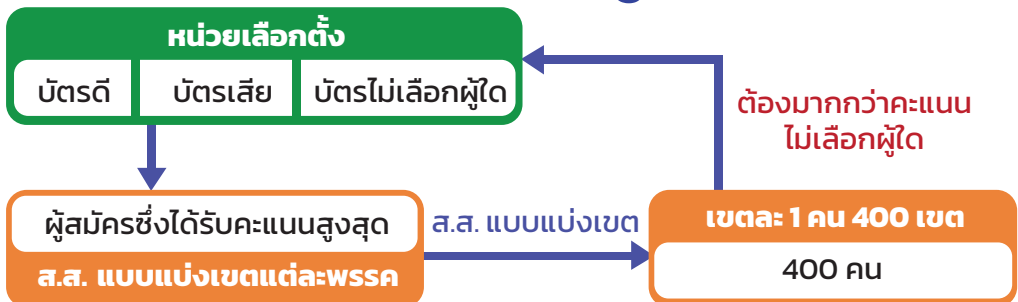 หน่วยเลือกตั้ง
บัตรดี
บัตรเสีย
บัตรไม่เลือกผู้ใด
ต้องมากกว่าคะแนน
ไม่เลือกผู้ใด
ผู้สมัครซึ่งได้รับคะแนนสูงสุด
ส.ส. แบบแบ่งเขตแต่ละพรรค
ส.ส. แบบแบ่งเขต
เขตละ 1 คน 400 เขต
400 คน